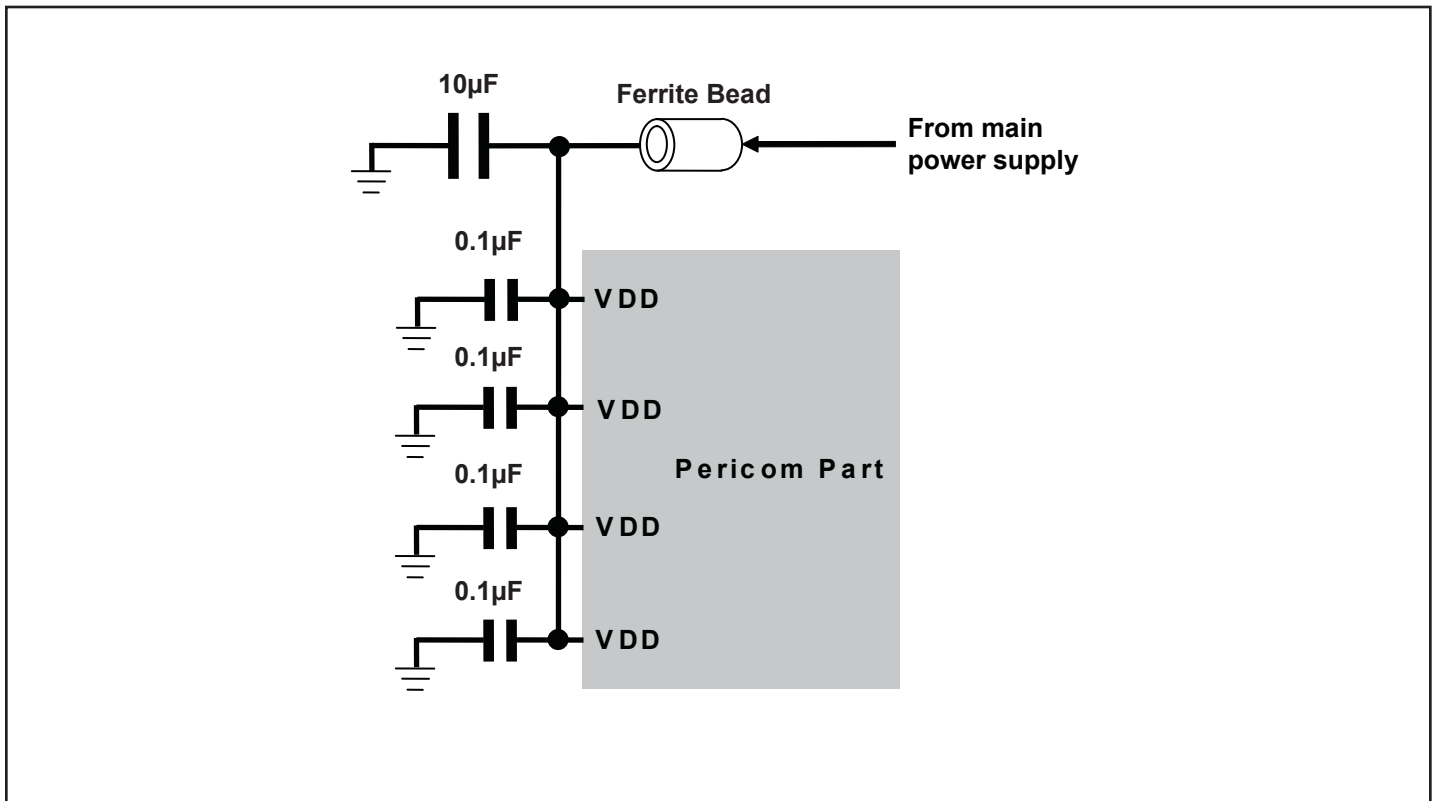 10µF
Ferrite Bead
From main
power supply
0.1µF
VDD
0.1µF
VDD
Pericom Part
0.1µF
VDD
0.1µF
VDD